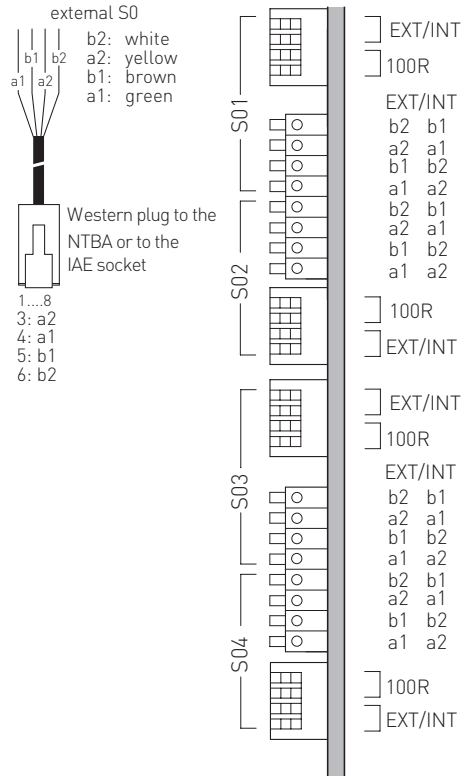 external S0
b2: white
a2: yellow
b1: brown
a1: green
b1 b2
a1 a2
Western plug to the
NTBA or to the
IAE socket
1....8
3: a2
4: a1
5: b1
6: b2
S01
S02
S03
S04
EXT/INT
100R
EXT/INT
b2 b1
a2 a1
b1 b2
a1 a2
b2 b1
a2 a1
b1 b2
a1 a2
100R
EXT/INT
EXT/INT
100R
EXT/INT
b2 b1
a2 a1
b1 b2
a1 a2
b2 b1
a2 a1
b1 b2
a1 a2
100R
EXT/INT